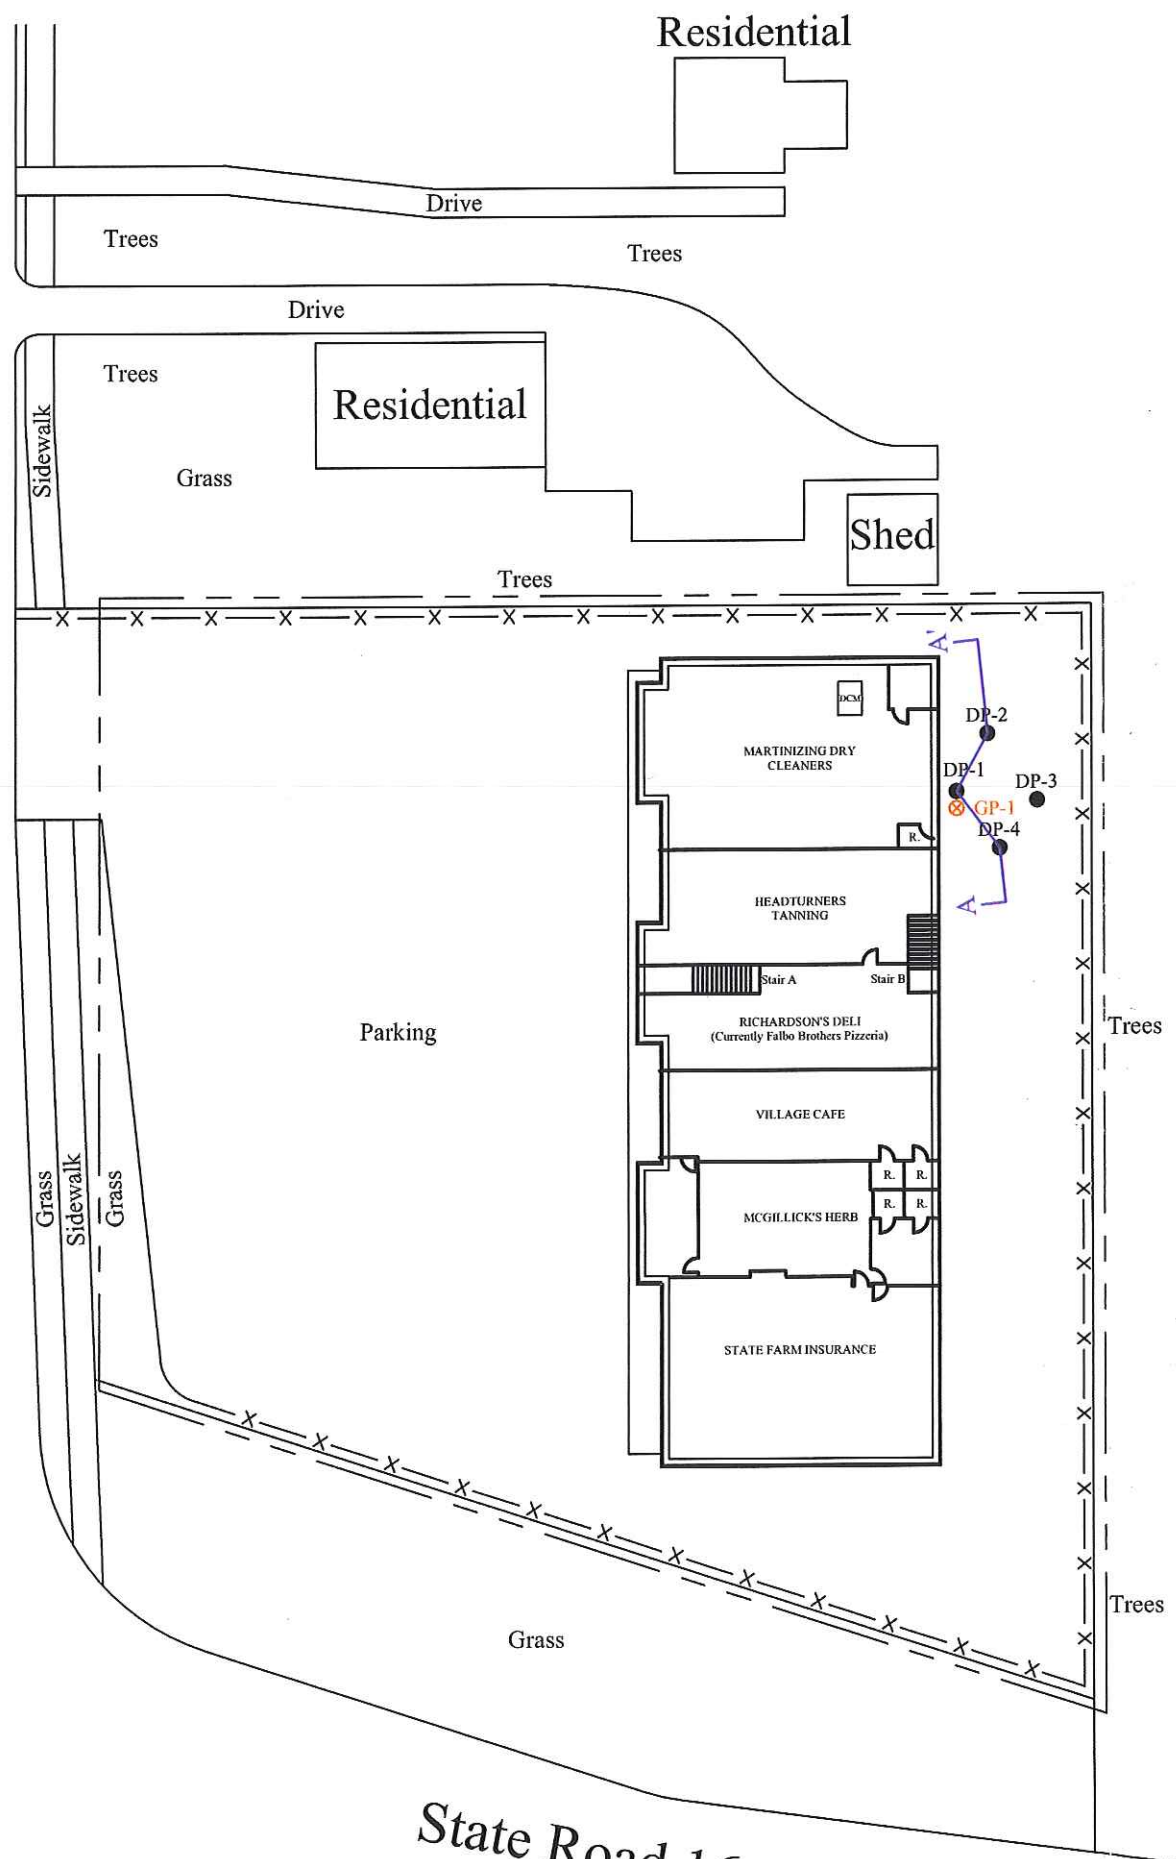 Residential
Drive
Trees
Trees
Drive
Trees
Residential
Sidewalk
Grass
Shed
Trees
A'
DCM
DP-2
MARTINIZING DRY
CLEANERS
DP-1
DP-3
GP-1
DP-4
R.
HEADTURNERS
TANNING
A
Stair A
Stair B
RICHARDSON'S DELI
(Currently Falbo Brothers Pizzeria)
Parking
Trees
VILLAGE CAFE
Grass
Sidewalk
Grass
R.
R.
R.
R.
MCGILLICK'S HERB
STATE FARM INSURANCE
Trees
Grass
State Road